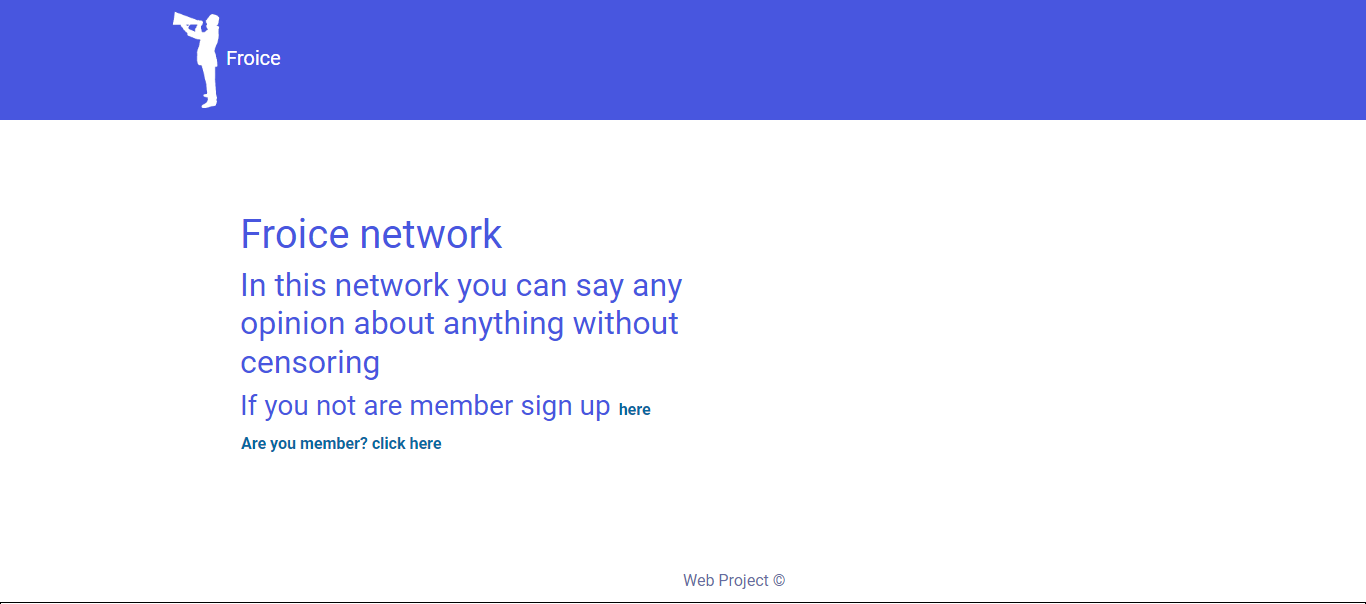 Froice
Froice network
In this network you can say any
opinion about anything without
censoring
If you not are member sign up here
Are you member? click here
Web Project ©